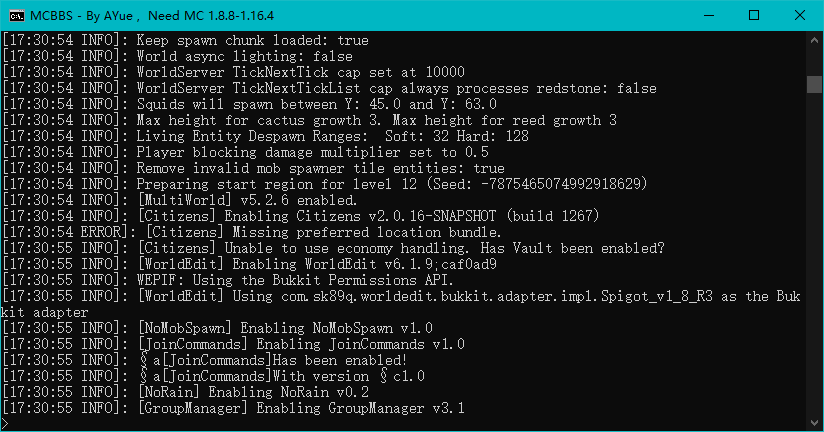 MCBBS - By AYue ,  Need MC 1.8.8-1.16.4
[17:30:54 INFO]: Keep spawn chunk loaded: true
[17:30:54 INFO]: World async lighting: false
[17:30:54 INFO]: WorldServer TickNextTick cap set at 10000
[17:30:54 INFO]: WorldServer TickNextTickList cap always processes redstone: false
[17:30:54 INFO]: Squids will spawn between Y: 45.0 and Y: 63.0
[17:30:54 INFO]: Max height for cactus growth 3. Max height for reed growth 3
[17:30:54 INFO]: Living Entity Despawn Ranges:  Soft: 32 Hard: 128
[17:30:54 INFO]: Player blocking damage multiplier set to 0.5
[17:30:54 INFO]: Remove invalid mob spawner tile entities: true
[17:30:54 INFO]: Preparing start region for level 12 (Seed: -7875465074992918629)
[17:30:54 INFO]: [MultiWorld] v5.2.6 enabled.
[17:30:54 INFO]: [Citizens] Enabling Citizens v2.0.16-SNAPSHOT (build 1267)
[17:30:54 ERROR]: [Citizens] Missing preferred location bundle.
[17:30:55 INFO]: [Citizens] Unable to use economy handling. Has Vault been enabled?
[17:30:55 INFO]: [WorldEdit] Enabling WorldEdit v6.1.9;caf0ad9
[17:30:55 INFO]: WEPIF: Using the Bukkit Permissions API.
[17:30:55 INFO]: [WorldEdit] Using com.sk89q.worldedit.bukkit.adapter.impl.Spigot_v1_8_R3 as the Buk
kit adapter
[17:30:55 INFO]: [NoMobSpawn] Enabling NoMobSpawn v1.0
[17:30:55 INFO]: [JoinCommands] Enabling JoinCommands v1.0
[17:30:55 INFO]: §a[JoinCommands]Has been enabled!
[17:30:55 INFO]: §a[JoinCommands]With version §c1.0
[17:30:55 INFO]: [NoRain] Enabling NoRain v0.2
[17:30:55 INFO]: [GroupManager] Enabling GroupManager v3.1
>